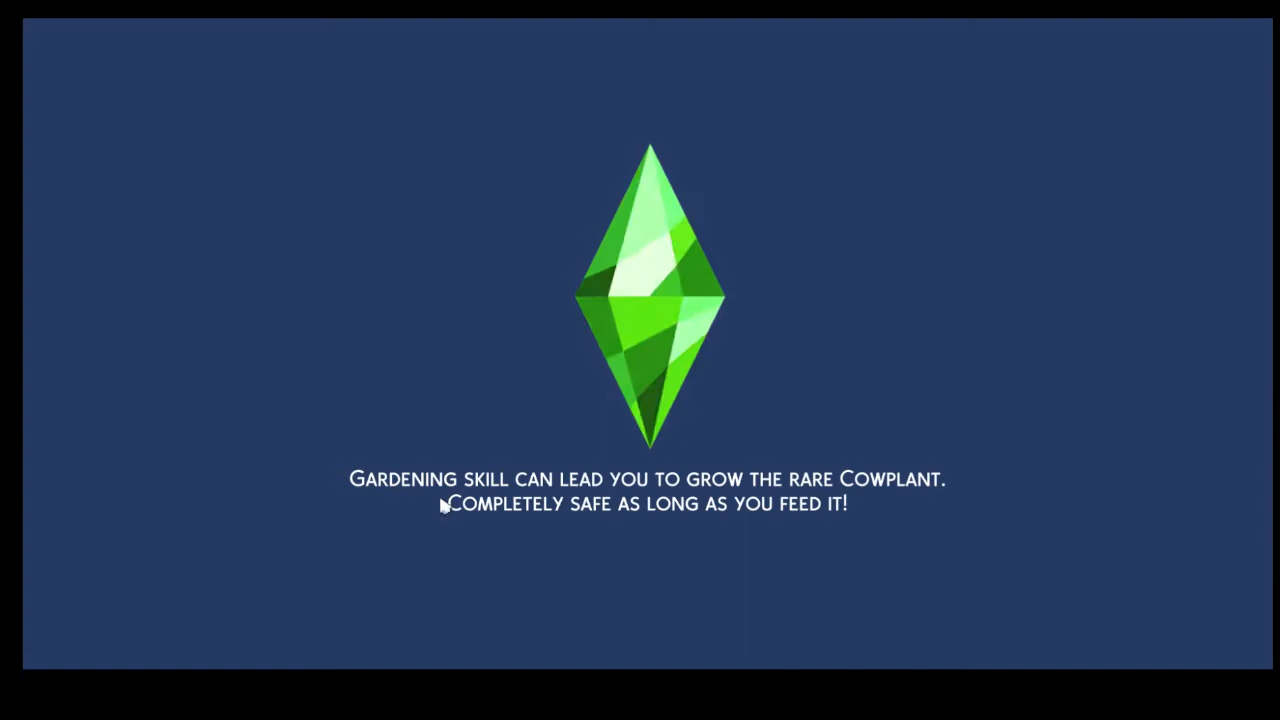 Gardening skill can lead you to grow the rare Cowplant.
Completely safe as long as you feed it!